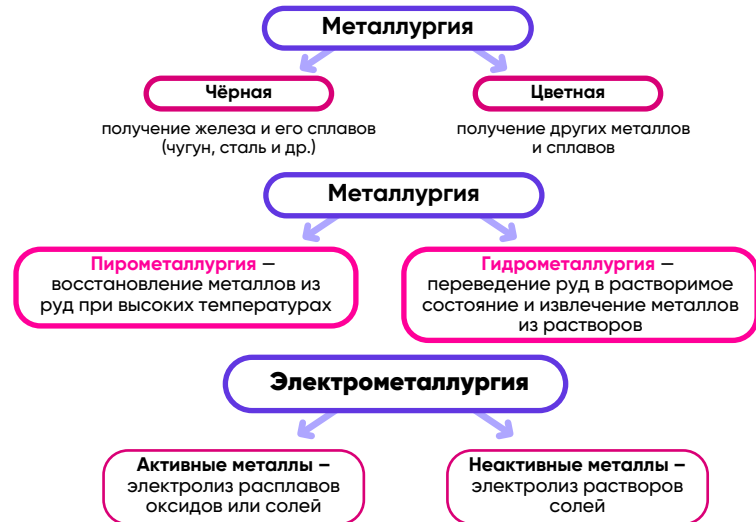 Металлургия
Чёрная
Цветная
получение железа и его сплавов
(чугун, сталь и др.)
получение других металлов
и сплавов
Металлургия
Пирометаллургия —
восстановление металлов из
руд при высоких температурах
Гидрометаллургия —
переведение руд в растворимое
состояние и извлечение металлов
из растворов
Электрометаллургия
Активные металлы –
электролиз расплавов
оксидов или солей
Неактивные металлы –
электролиз растворов
солей